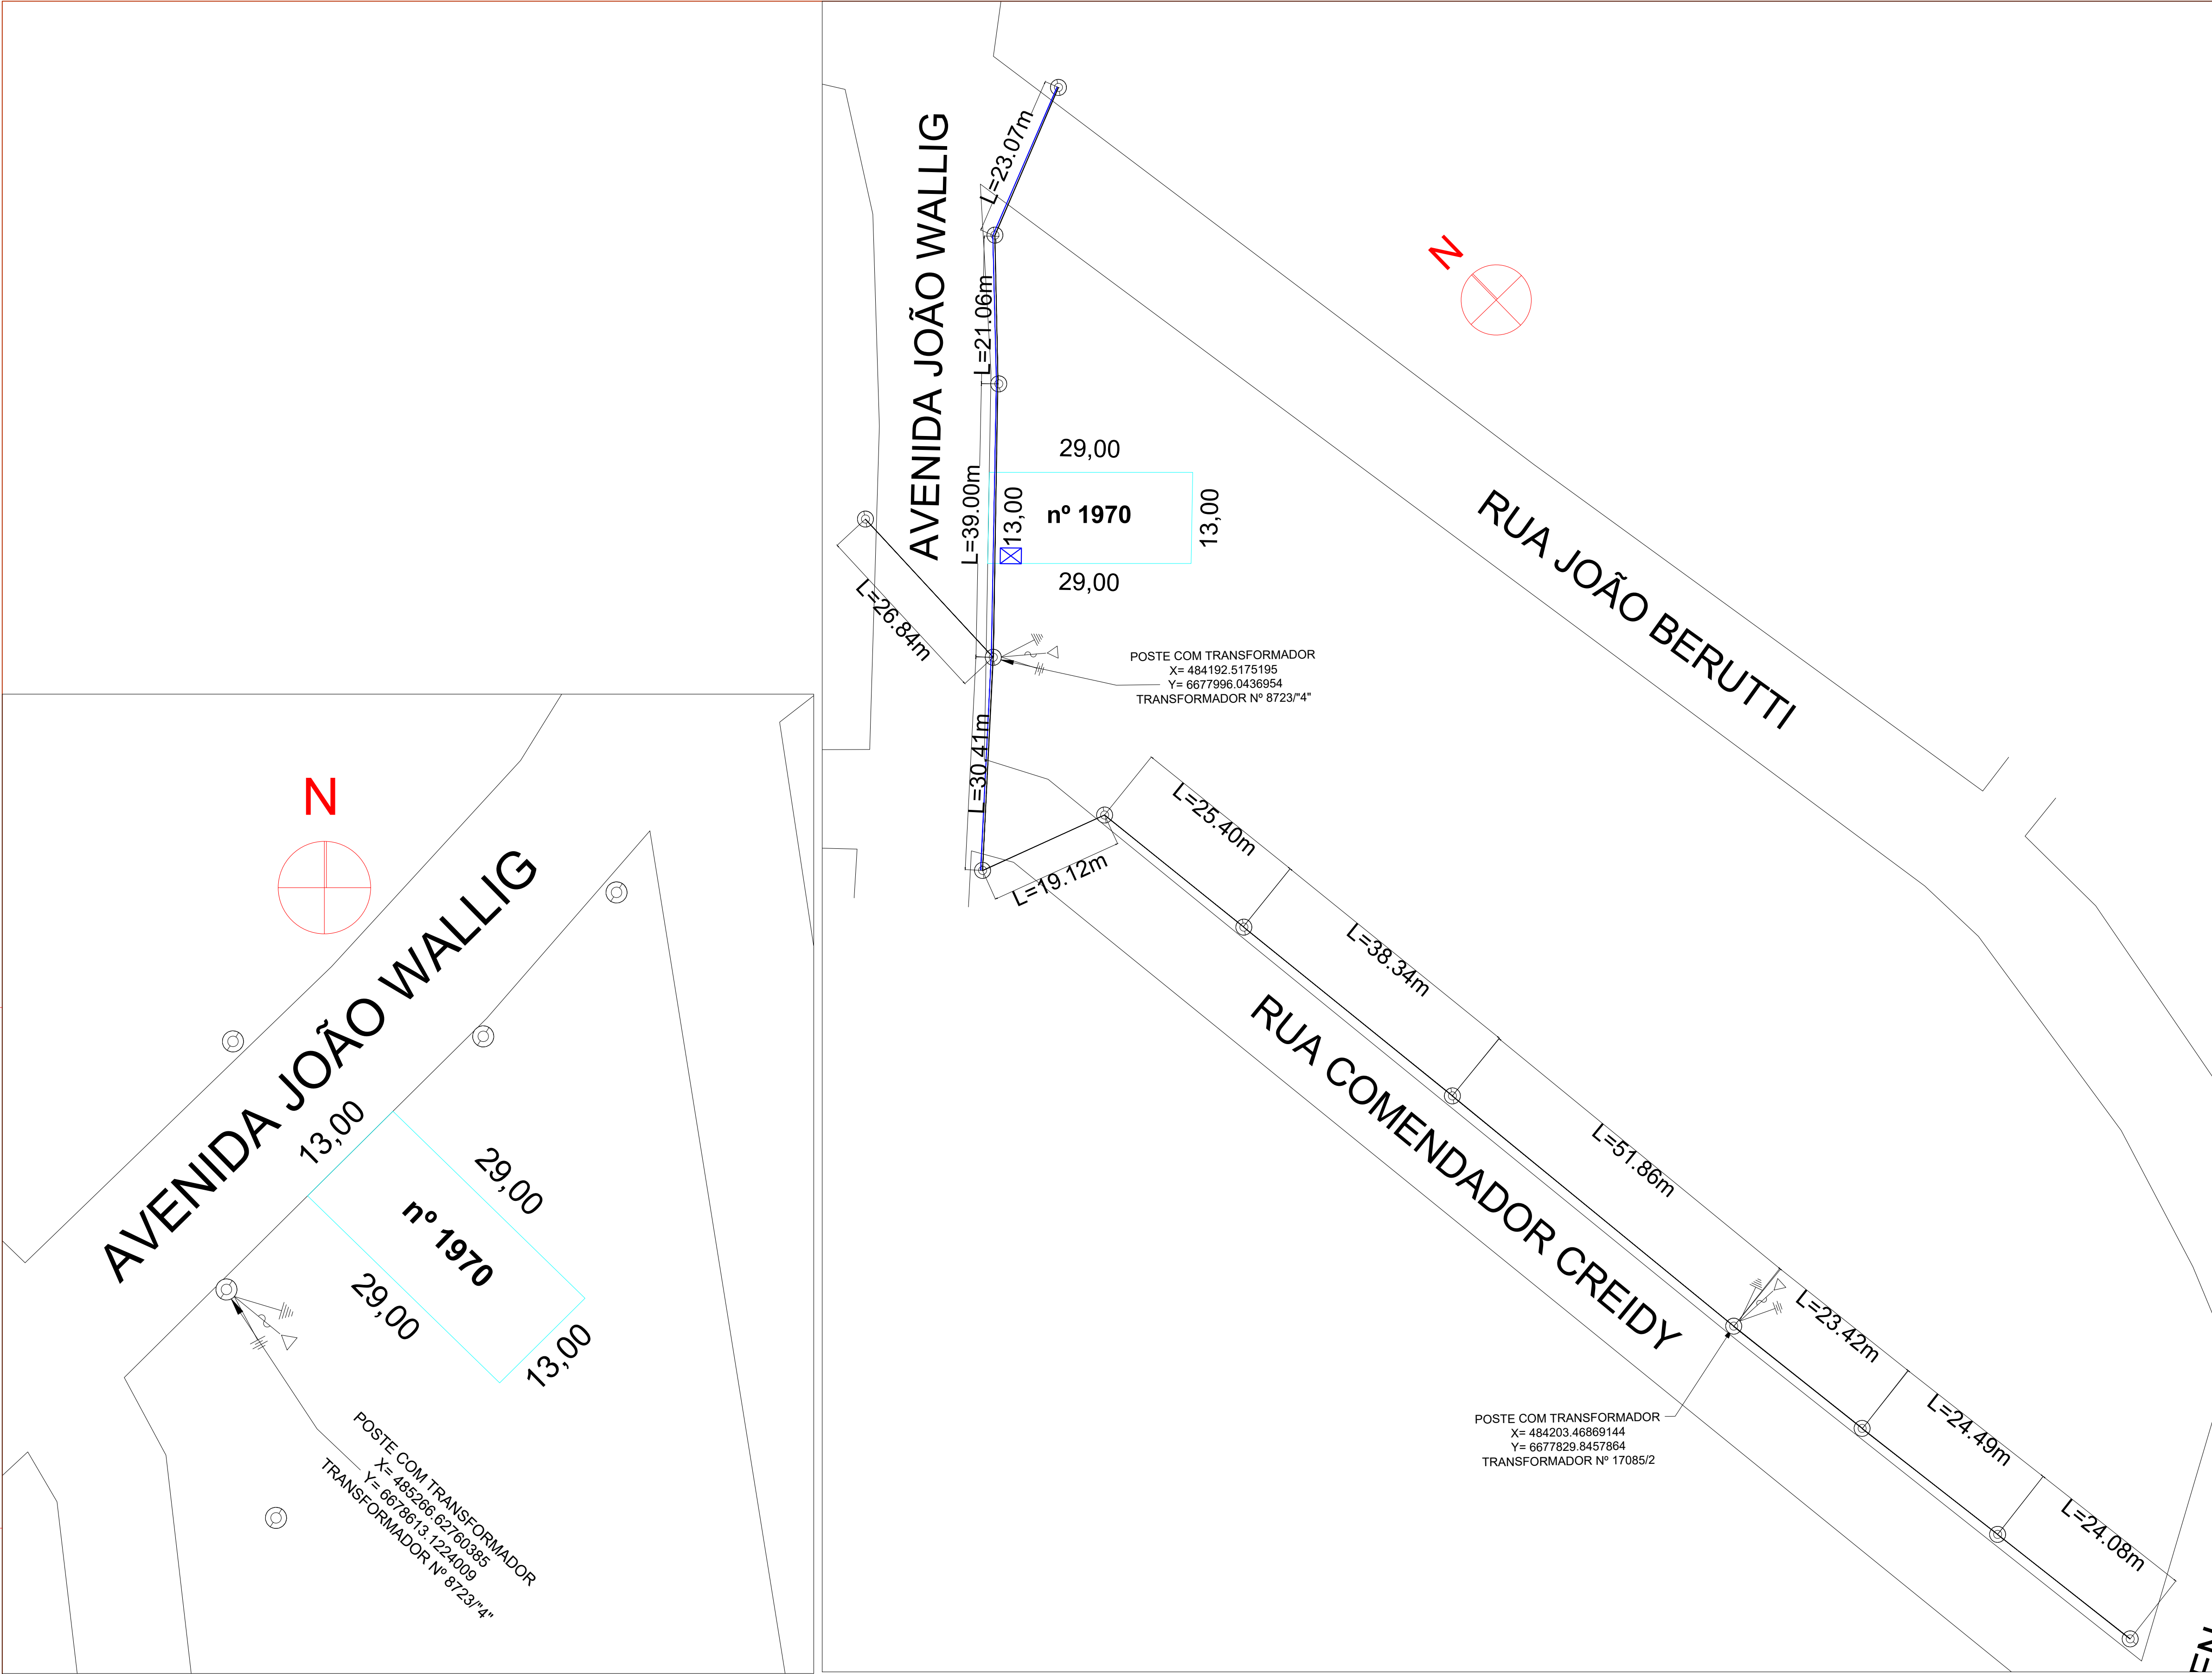 N
AVENIDA JOÃO WALLIG
13,00
29,00
nº 1970
29,00
13,00
POSTE COM TRANSFORMADOR
X= 485266.62760385
Y= 6678613.1224009
TRANSFORMADOR Nº 8723/"4"
AVENIDA JOÃO WALLIG
L=23.07m
L=21.06m
L=39.00m
L=26.84m
L=30.41m
29,00
13,00
nº 1970
13,00
29,00
N
RUA JOÃO BERUTTI
POSTE COM TRANSFORMADOR
X= 484192.5175195
Y= 6677996.0436954
TRANSFORMADOR Nº 8723/"4"
L=19.12m
L=25.40m
L=38.34m
L=51.86m
L=23.42m
L=24.49m
L=24.08m
RUA COMENDADOR CREIDY
POSTE COM TRANSFORMADOR
X= 484203.46869144
Y= 6677829.8457864
TRANSFORMADOR Nº 17085/2